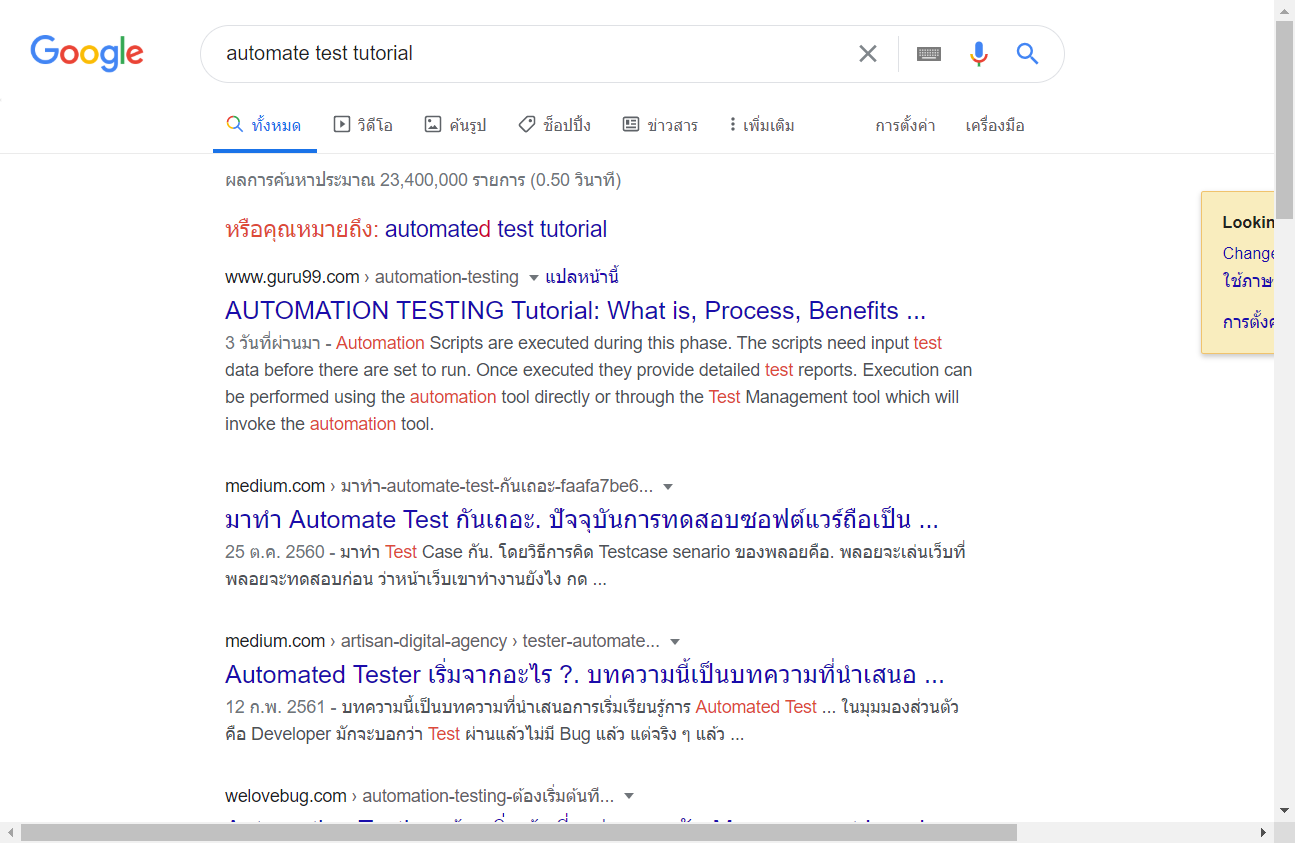 Google
automate test tutorial
ทั้งหมด วิดีโอ ค้นรูป ช็อปปิ้ง ข่าวสาร เพิ่มเติม การตั้งค่า เครื่องมือ
ผลการค้นหาประมาณ 23,400,000 รายการ (0.50 วินาที)
หรือคุณหมายถึง: automated test tutorial
www.guru99.com › automation-testing แปลหน้านี้
AUTOMATION TESTING Tutorial: What is, Process, Benefits ...
3 วันที่ผ่านมา - Automation Scripts are executed during this phase. The scripts need input test
data before there are set to run. Once executed they provide detailed test reports. Execution can
be performed using the automation tool directly or through the Test Management tool which will
invoke the automation tool.
medium.com › มาทำ-automate-test-กันเถอะ-faafa7be6...
มาทำ Automate Test กันเถอะ. ปัจจุบันการทดสอบซอฟต์แวร์ถือเป็น ...
25 ต.ค. 2560 - มาทำ Test Case กัน. โดยวิธีการคิด Testcase senario ของพลอยคือ. พลอยจะเล่นเว็บที่
พลอยจะทดสอบก่อน ว่าหน้าเว็บเขาทำงานยังไง กด ...
medium.com › artisan-digital-agency › tester-automate...
Automated Tester เริ่มจากอะไร ?. บทความนี้เป็นบทความที่นำเสนอ ...
12 ก.พ. 2561 - บทความนี้เป็นบทความที่นำเสนอการเริ่มเรียนรู้การ Automated Test ... ในมุมมองส่วนตัว
คือ Developer มักจะบอกว่า Test ผ่านแล้วไม่มี Bug แล้ว แต่จริง ๆ แล้ว ...
welovebug.com › automation-testing-ต้องเริ่มต้นที...
Lookin
Change
ใช้ภาษ
การตั้งค